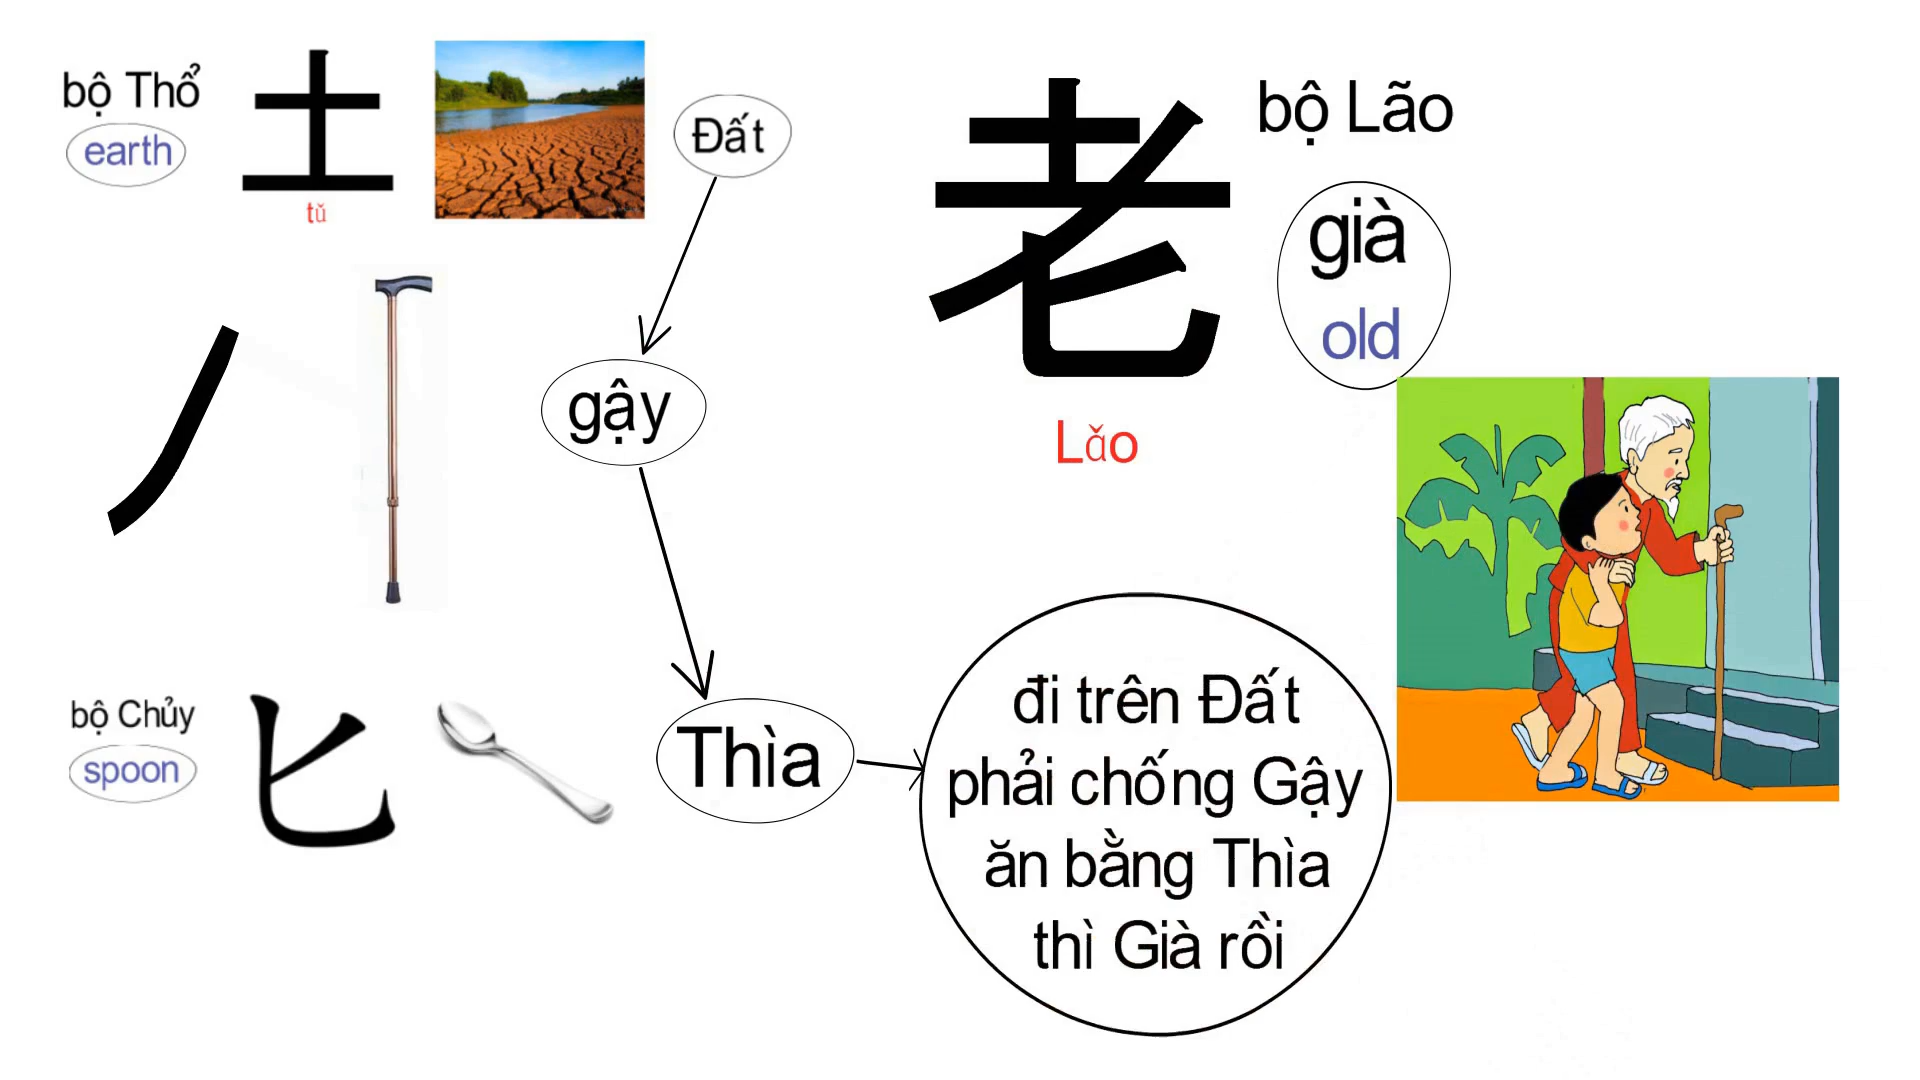 bộ Thổ
earth
土
tǔ
Đất
gậy
bộ Chủy
spoon
匕
Thìa
老
Lǎo
bộ Lão
già
old
đi trên Đất
phải chống Gậy
ăn bằng Thìa
thì Già rồi